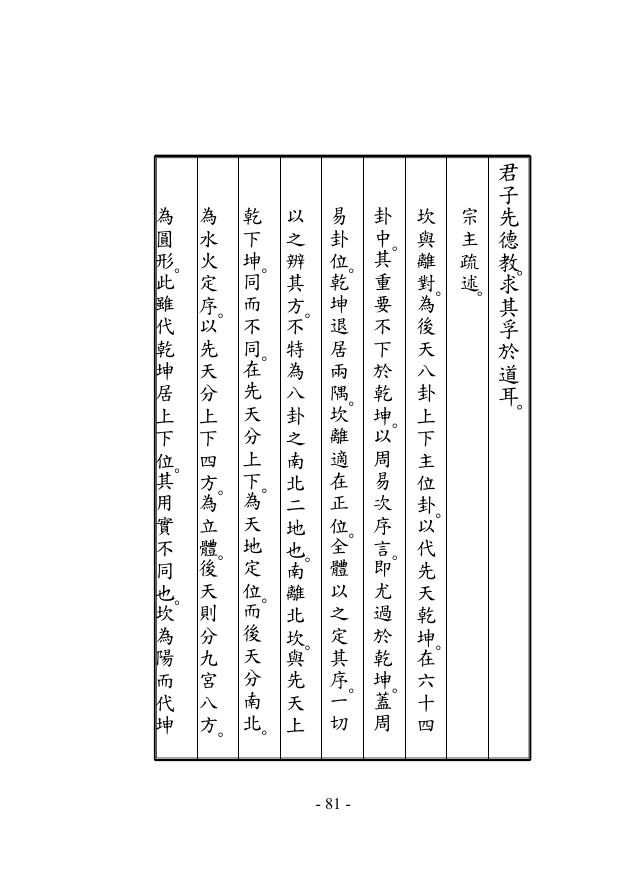 君子先德教。求其孚於道耳。
宗主疏述。
坎與離對。為後天八卦上下主位卦。以代先天乾坤。在六十四
卦中。其重要不下於乾坤。以周易次序言。即尤過於乾坤。蓋周
易卦位。乾坤退居兩隅。坎離適在正位。全體以之定其序。一切
以之辨其方。不特為八卦之南北二地也。南離北坎。與先天上
乾下坤。同而不同。在先天分上下。為天地定位。而後天分南北。
為水火定序。以先天分上下四方。為立體。後天則分九宮八方。
為圓形。此雖代乾坤居上下位。其用實不同也。坎為陽而代坤
- 81 -